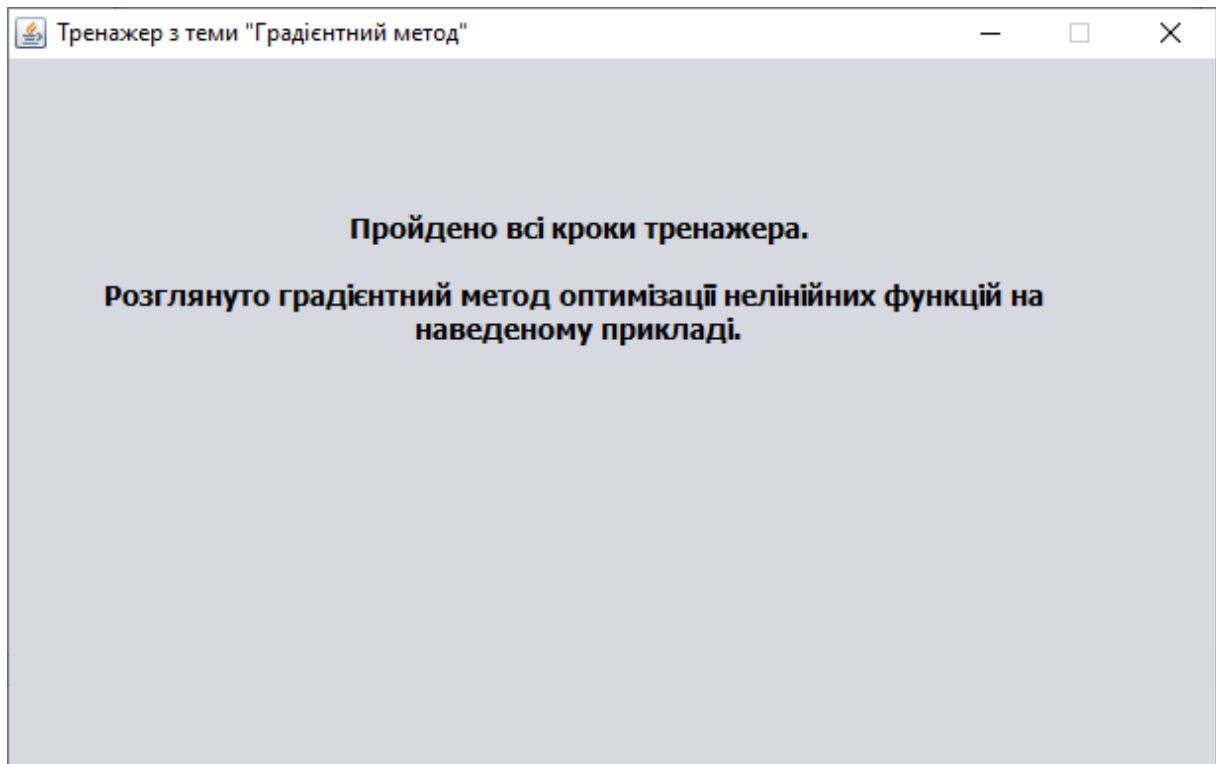 Тренажер з теми "Градієнтний метод"
Пройдено всі кроки тренажера.
Розглянуто градієнтний метод оптимізації нелінійних функцій на
наведеному прикладі.